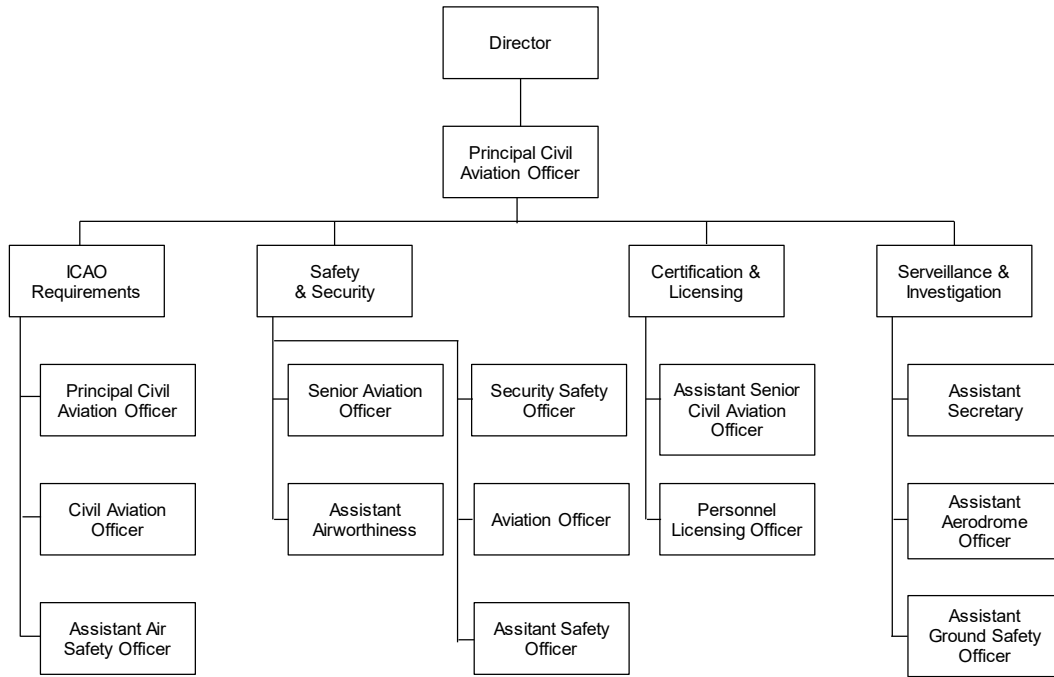 Director
Principal Civil
Aviation Officer
ICAO
Requirements
Safety
& Security
Certification &
Licensing
Serveillance &
Investigation
Principal Civil
Aviation Officer
Senior Aviation
Officer
Security Safety
Officer
Assistant Senior
Civil Aviation
Officer
Assistant
Secretary
Civil Aviation
Officer
Assistant
Airworthiness
Aviation Officer
Personnel
Licensing Officer
Assistant
Aerodrome
Officer
Assistant Air
Safety Officer
Assitant Safety
Officer
Assistant
Ground Safety
Officer